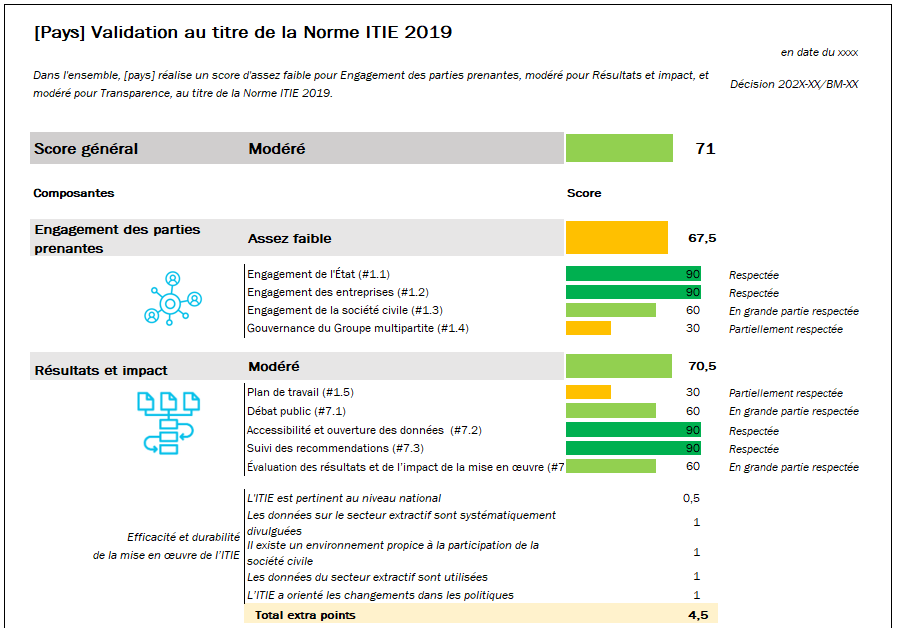 [Pays] Validation au titre de la Norme ITIE 2019
en date du xxxx
Dans l'ensemble, [pays] réalise un score d'assez faible pour Engagement des parties prenantes, modéré pour Résultats et impact, et
modéré pour Transparence, au titre de la Norme ITIE 2019.
Décision 202X-XX/BM-XX
Score général Modéré 71
Composantes Score
Engagement des parties
prenantes
Assez faible 67,5
Engagement de l'État (#1.1) 90 Respectée
Engagement des entreprises (#1.2) 90 Respectée
Engagement de la société civile (#1.3) 60 En grande partie respectée
Gouvernance du Groupe multipartite (#1.4) 30 Partiellement respectée
Résultats et impact Modéré 70,5
Plan de travail (#1.5) 30 Partiellement respectée
Débat public (#7.1) 60 En grande partie respectée
Accessibilité et ouverture des données (#7.2) 90 Respectée
Suivi des recommendations (#7.3) 90 Respectée
Évaluation des résultats et de l'impact de la mise en œuvre (#7 60 En grande partie respectée
Efficacité et durabilité
de la mise en œuvre de l'ITIE
L'ITIE est pertinent au niveau national 0,5
Les données sur le secteur extractif sont systématiquement
divulguées 1
Il existe un environnement propice à la participation de la
société civile 1
Les données du secteur extractif sont utilisées 1
L'ITIE a orienté les changements dans les politiques 1
Total extra points 4,5